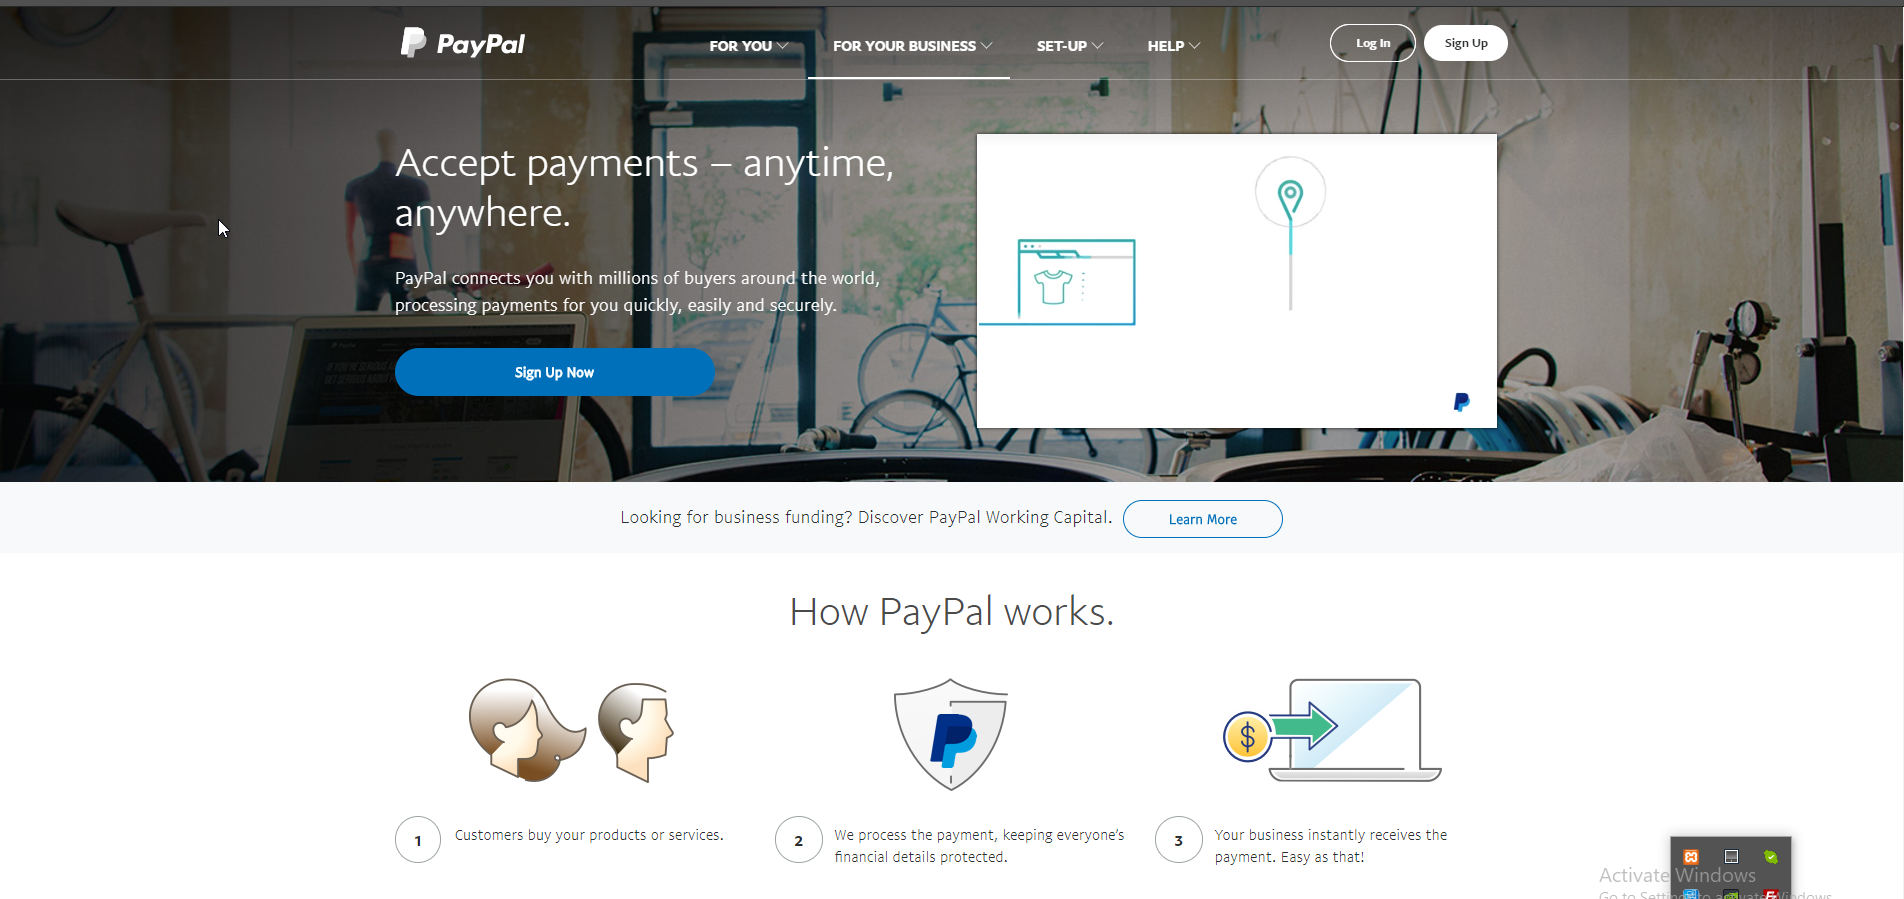 PayPal
FOR YOU
FOR YOUR BUSINESS
SET-UP
HELP
Log In
Sign Up
Accept payments – anytime,
anywhere.
PayPal connects you with millions of buyers around the world,
processing payments for you quickly, easily and securely.
Sign Up Now
Looking for business funding? Discover PayPal Working Capital.
Learn More
How PayPal works.
1
Customers buy your products or services.
2
We process the payment, keeping everyone’s
financial details protected.
3
Your business instantly receives the
payment. Easy as that!
Activate Windows
Go to Settings to activate Windows.